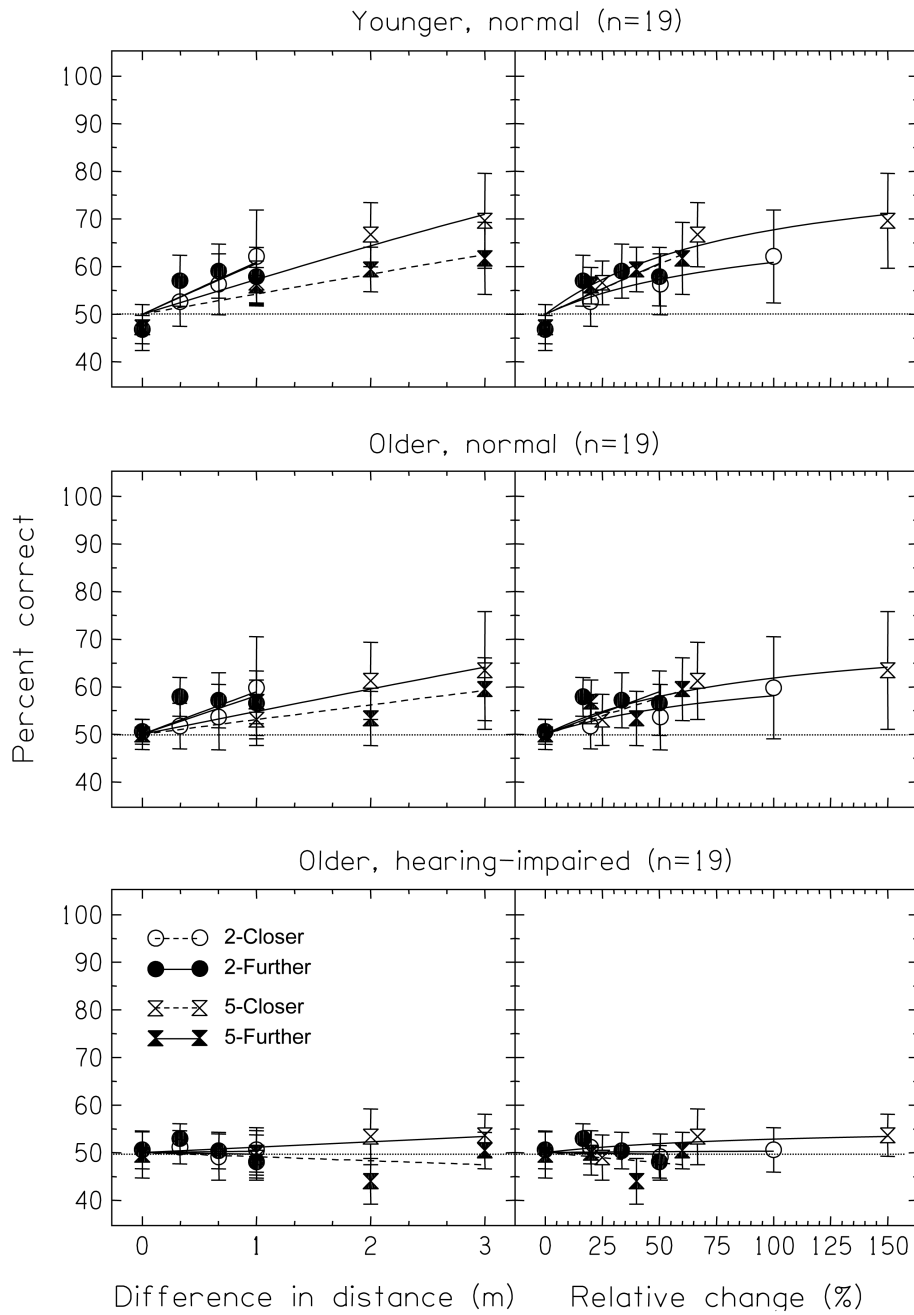 Younger, normal (n=19)
100
90
80
70
60
50
40
Older, normal (n=19)
Percent correct
100
90
80
70
60
50
40
Older, hearing-impaired (n=19)
100
90
80
70
60
50
40
2-Closer
2-Further
5-Closer
5-Further
0 1 2 3 0 25 50 75 100 125 150
Difference in distance (m) Relative change (%)